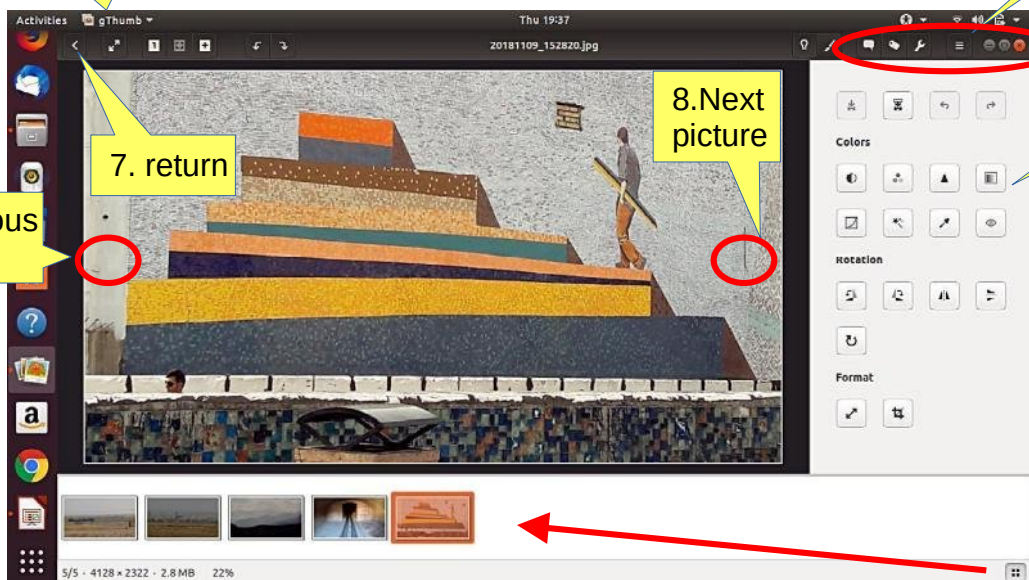 Activities gThumb Thu 19:37
20181109_152820.jpg
8.Next
picture
Colors
7. return
ous
Rotation
Format
a
5/5 - 4128 × 2322 - 2.8 MB 22%